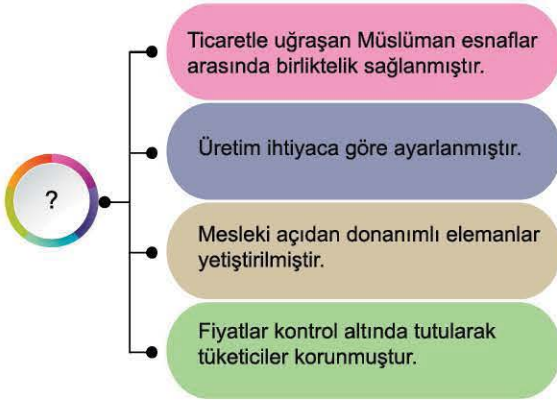 Ticaretle uğraşan Müslüman esnaflar
arasında birliktelik sağlanmıştır.
Üretim ihtiyaca göre ayarlanmıştır.
?
Mesleki açıdan donanımlı elemanlar
yetiştirilmiştir.
Fiyatlar kontrol altında tutularak
tüketiciler korunmuştur.